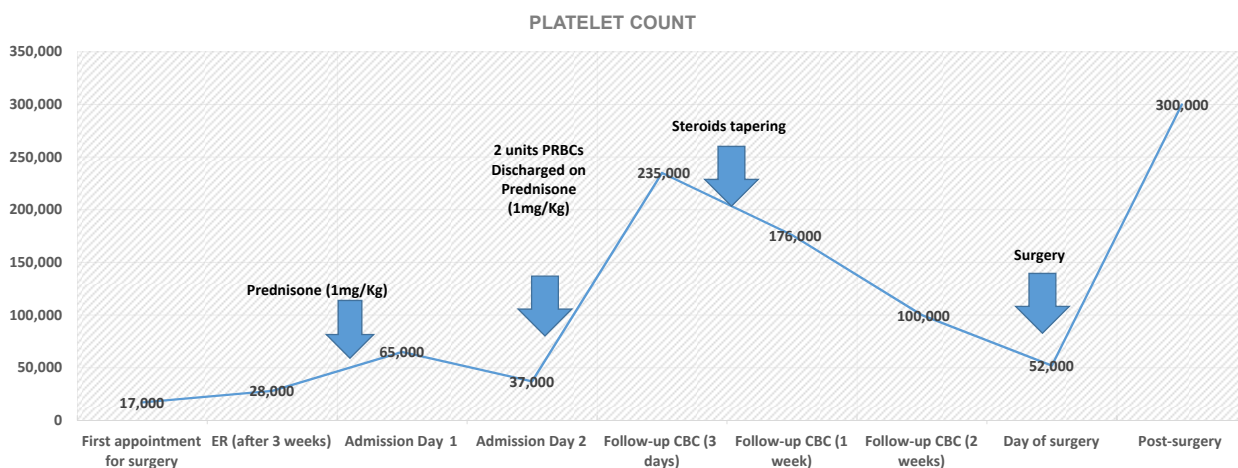 PLATELET COUNT
350,000
300,000
250,000
200,000
150,000
100,000
50,000
0
17,000
28,000
65,000
37,000
235,000
176,000
100,000
52,000
300,000
Prednisone (1mg/Kg)
2 units PRBCs
Discharged on
Prednisone
(1mg/Kg)
Steroids tapering
Surgery
First appointment
for surgery
ER (after 3 weeks)
Admission Day 1
Admission Day 2
Follow-up CBC (3
days)
Follow-up CBC (1
week)
Follow-up CBC (2
weeks)
Day of surgery
Post-surgery